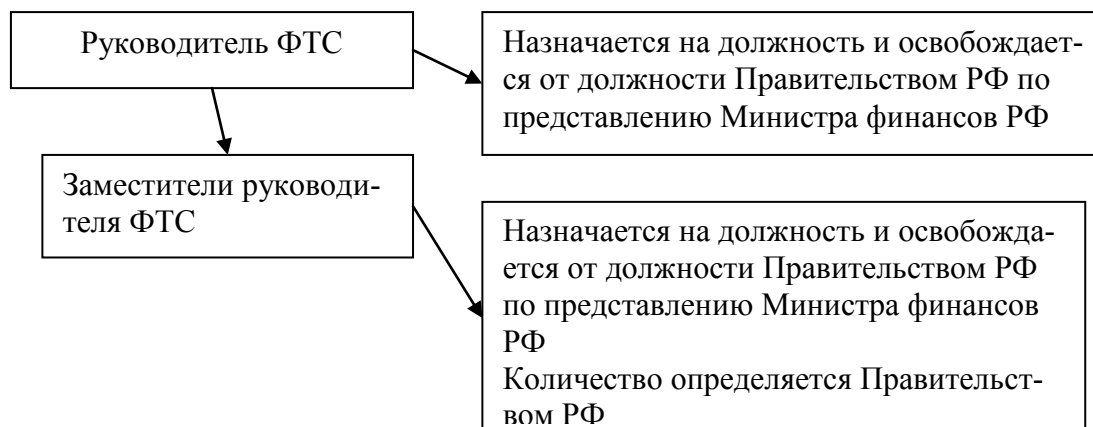 Руководитель ФТС
Назначается на должность и освобождает-
ся от должности Правительством РФ по
представлению Министра финансов РФ
Заместители руководи-
теля ФТС
Назначается на должность и освобожда-
ется от должности Правительством РФ
по представлению Министра финансов
РФ
Количество определяется Правительст-
вом РФ